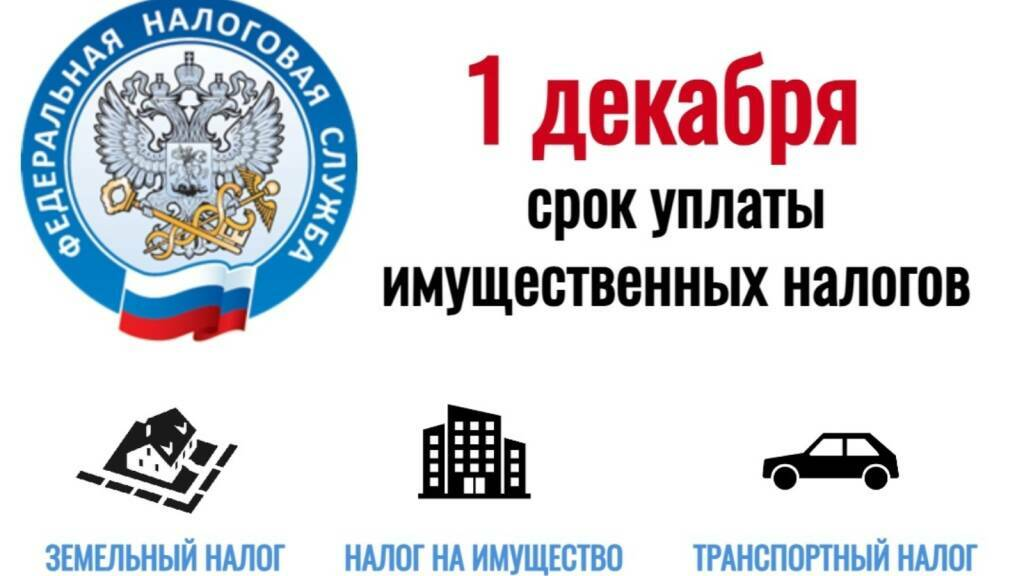 ФЕДЕРАЛЬНАЯ НАЛОГОВАЯ СЛУЖБА
1 декабря
срок уплаты
имущественных налогов
ЗЕМЕЛЬНЫЙ НАЛОГ
НАЛОГ НА ИМУЩЕСТВО
ТРАНСПОРТНЫЙ НАЛОГ